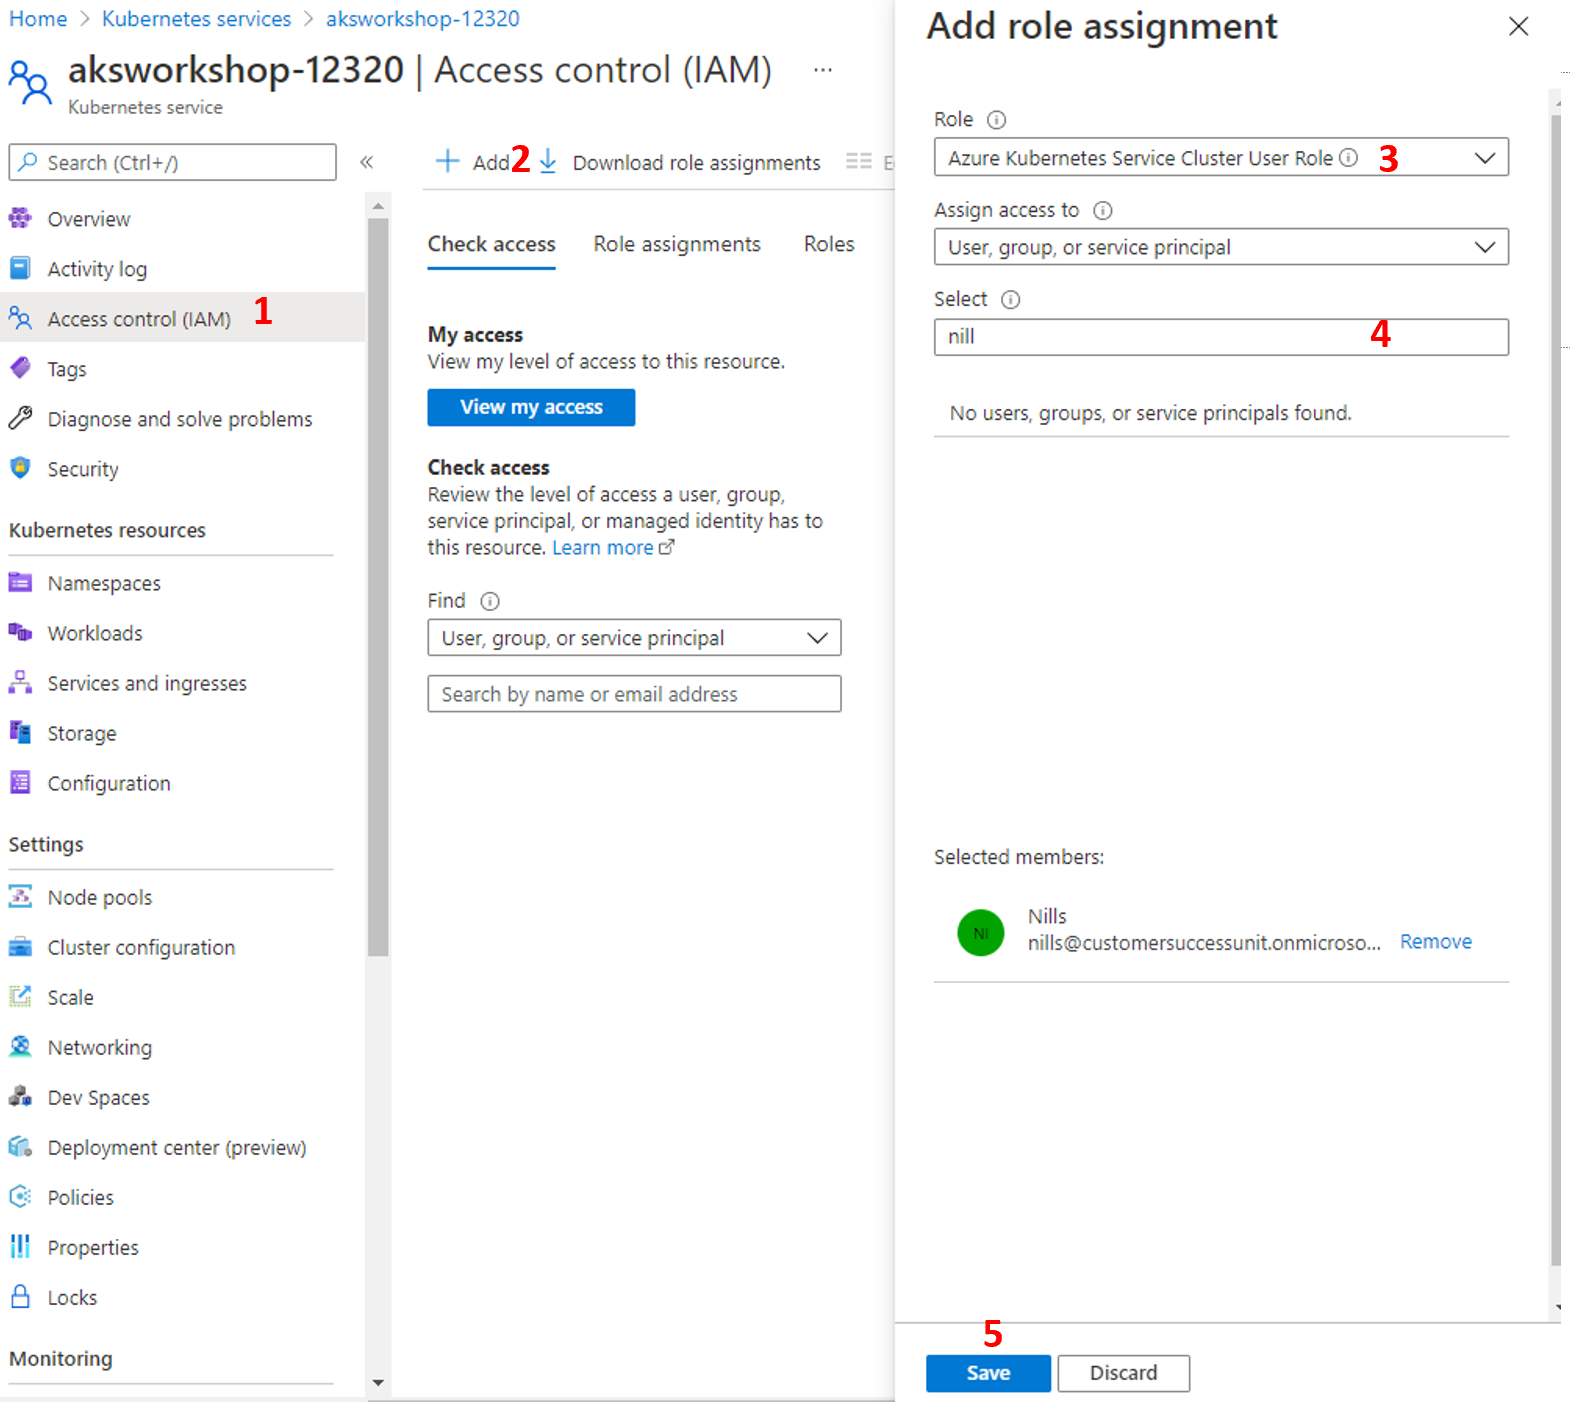 Home > Kubernetes services > aksworkshop-12320
aksworkshop-12320 | Access control (IAM) ...
Kubernetes service
Search (Ctrl+/) «
Overview
Activity log
Access control (IAM) 1
Tags
Diagnose and solve problems
Security
Kubernetes resources
Namespaces
Workloads
Services and ingresses
Storage
Configuration
Settings
Node pools
Cluster configuration
Scale
Networking
Dev Spaces
Deployment center (preview)
Policies
Properties
Locks
Monitoring
Add 2 Download role assignments
Check access Role assignments Roles
My access
View my level of access to this resource.
View my access
Check access
Review the level of access a user, group,
service principal, or managed identity has to
this resource. Learn more
Find
User, group, or service principal
Search by name or email address
Add role assignment
Role
Azure Kubernetes Service Cluster User Role 3
Assign access to
User, group, or service principal
Select
nill 4
No users, groups, or service principals found.
Selected members:
NI
Nills
nills@customersuccessunit.onmicroso... Remove
5
Save Discard